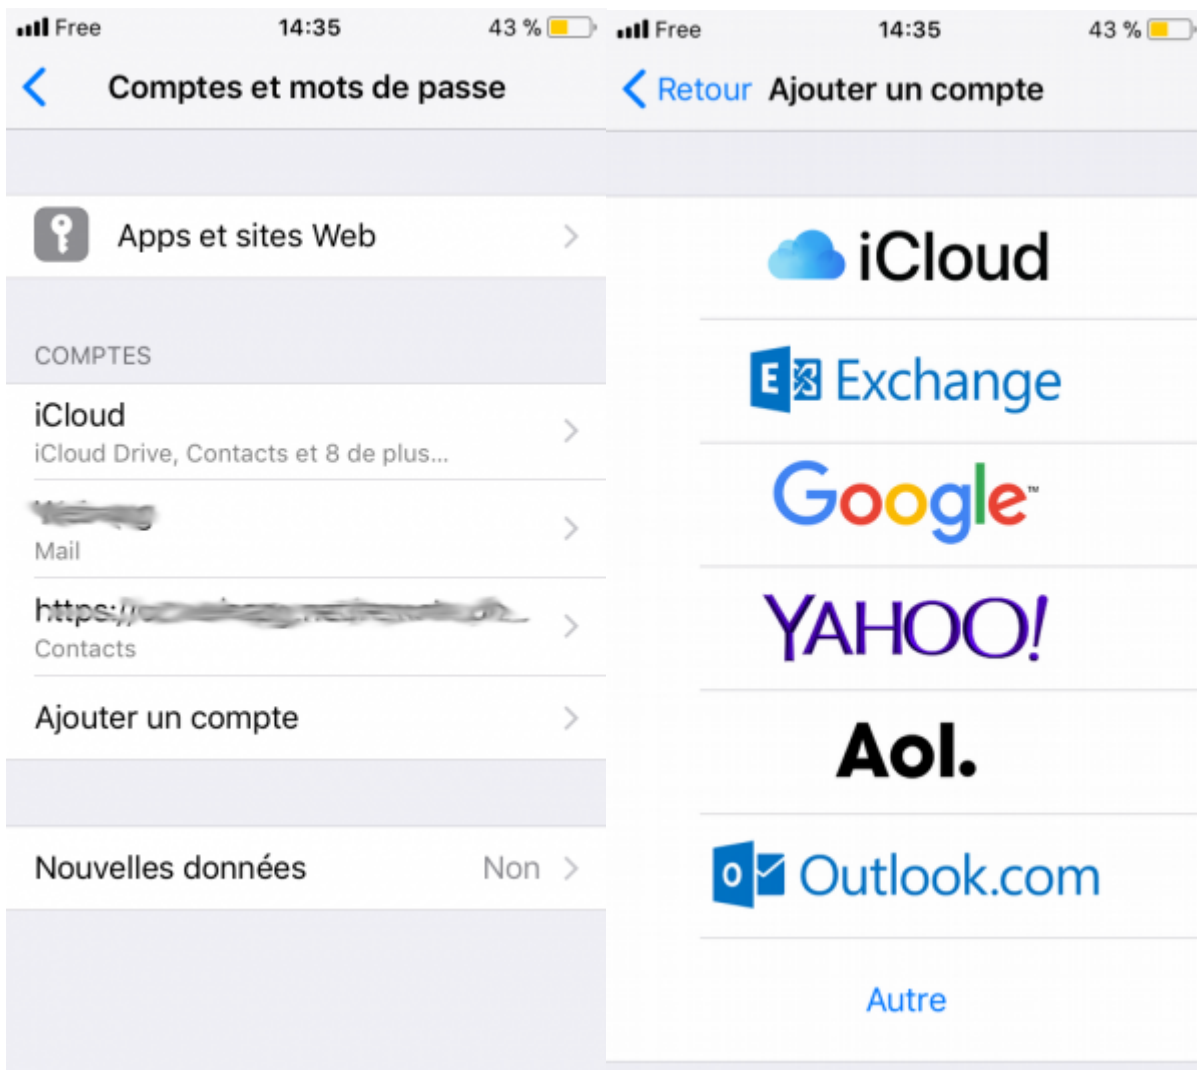 Free 14:35 43 %
Comptes et mots de passe
Apps et sites Web
COMPTES
iCloud
iCloud Drive, Contacts et 8 de plus...
Mail
https://
Contacts
Ajouter un compte
Nouvelles données Non
Free 14:35 43 %
Retour Ajouter un compte
iCloud
E Exchange
Google™
YAHOO!
Aol.
o Outlook.com
Autre